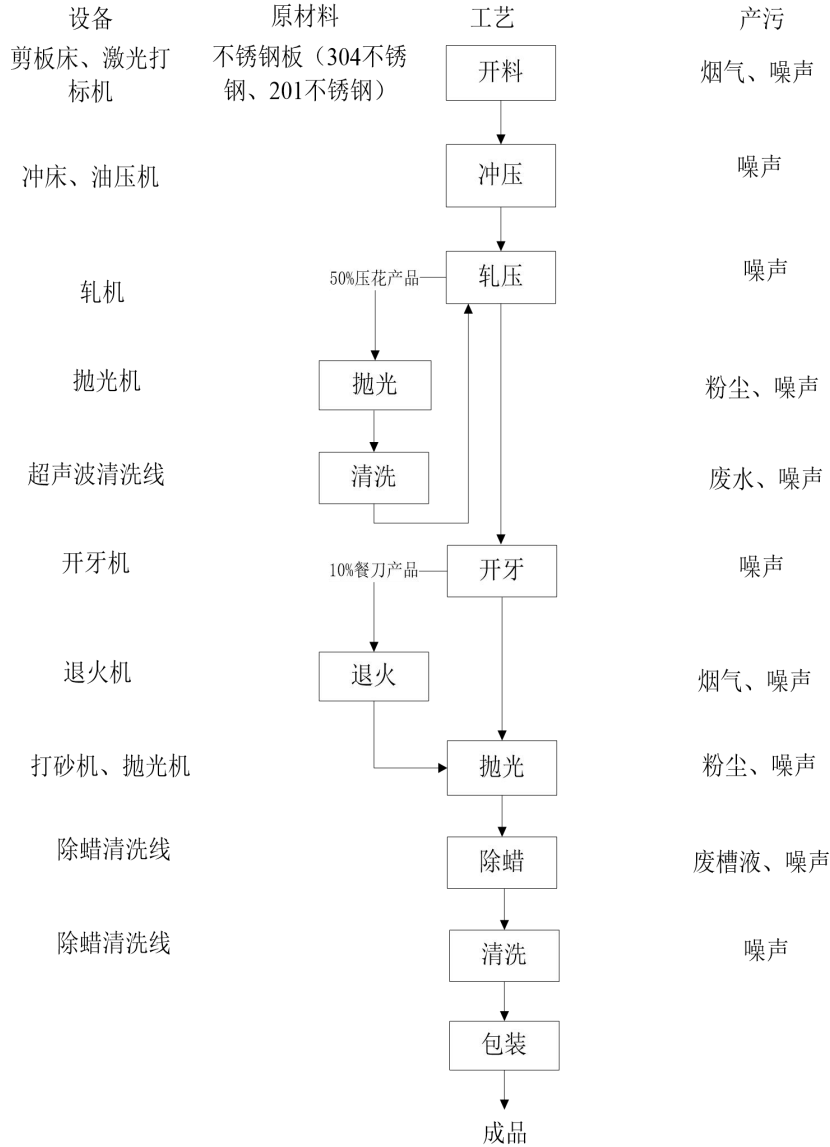 设备 原材料 工艺 产污
剪板床、激光打
标机
不锈钢板（304不锈
钢、201不锈钢）
开料
烟气、噪声
冲床、油压机
冲压
噪声
轧机
50%压花产品
轧压
噪声
抛光机
抛光
粉尘、噪声
超声波清洗线
清洗
废水、噪声
开牙机
10%餐刀产品
开牙
噪声
退火机
退火
烟气、噪声
打砂机、抛光机
抛光
粉尘、噪声
除蜡清洗线
除蜡
废槽液、噪声
除蜡清洗线
清洗
噪声
包装
成品